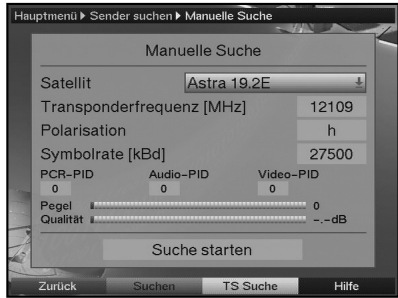 Hauptmenü ▶ Sender suchen ▶ Manuelle Suche
Manuelle Suche
Satellit Astra 19.2E
Transponderfrequenz [MHz] 12109
Polarisation h
Symbolrate [kBd] 27500
PCR-PID Audio-PID Video-PID
0 0 0
Pegel 0
Qualität -.-dB
Suche starten
Zurück Suchen TS Suche Hilfe